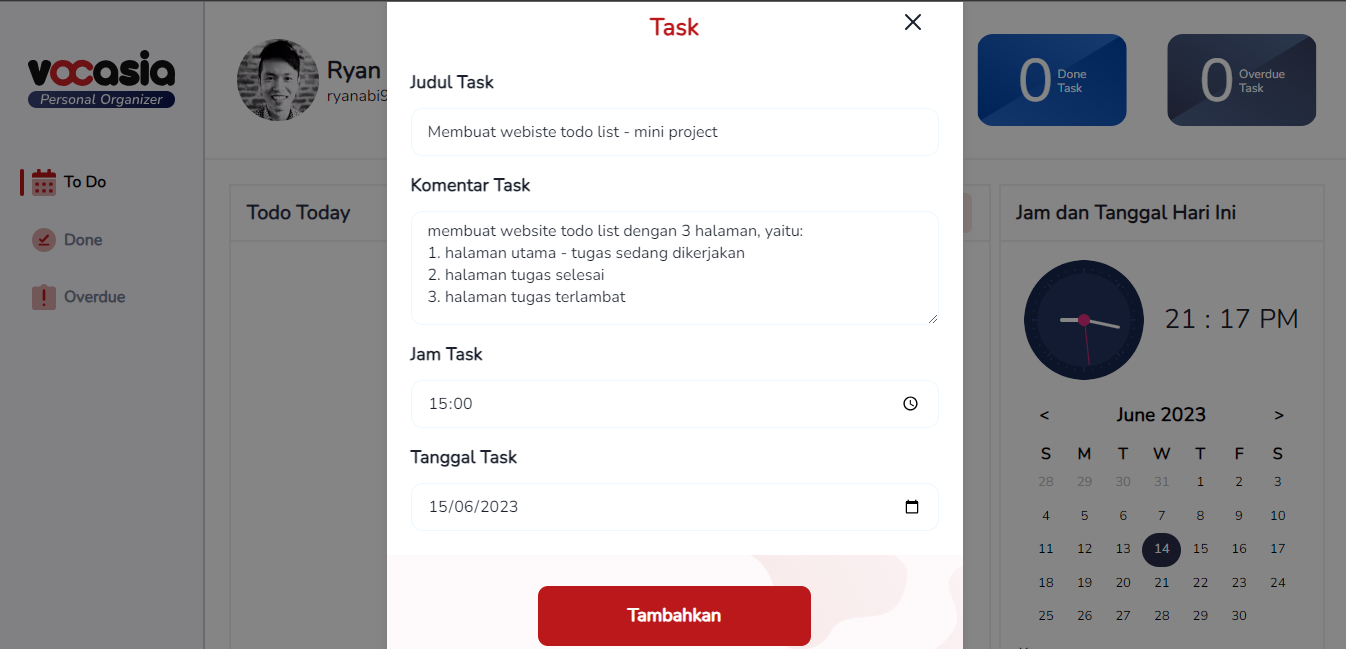 vocasia
Personal Organizer
To Do
Done
Overdue
Ryan
ryanabi9
0 Done Task
0 Overdue Task
Todo Today
Task
Judul Task
Membuat webiste todo list - mini project
Komentar Task
membuat website todo list dengan 3 halaman, yaitu:
1. halaman utama - tugas sedang dikerjakan
2. halaman tugas selesai
3. halaman tugas terlambat
Jam Task
15:00
Tanggal Task
15/06/2023
Tambahkan
Jam dan Tanggal Hari Ini
21 : 17 PM
< June 2023 >
S M T W T F S
28 29 30 31 1 2 3
4 5 6 7 8 9 10
11 12 13 14 15 16 17
18 19 20 21 22 23 24
25 26 27 28 29 30